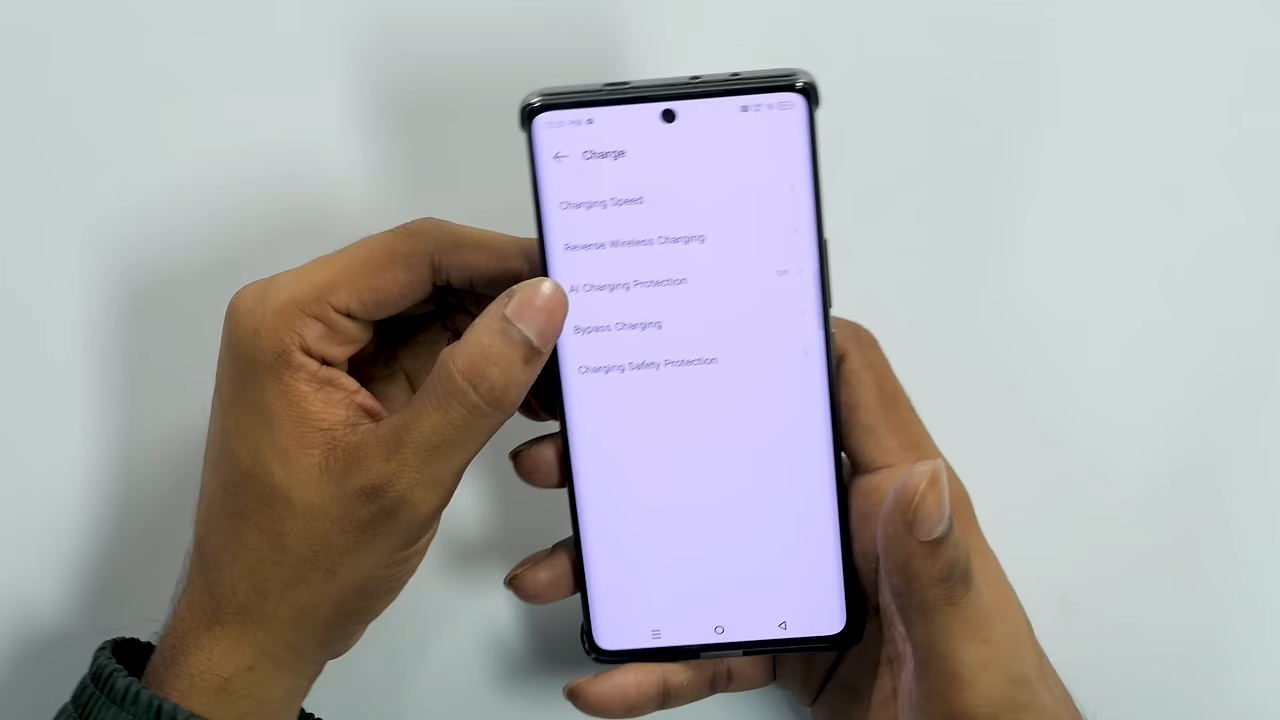 Charge
Charging Speed
Reverse Wireless Charging
AI Charging Protection
Bypass Charging
Charging Safety Protection